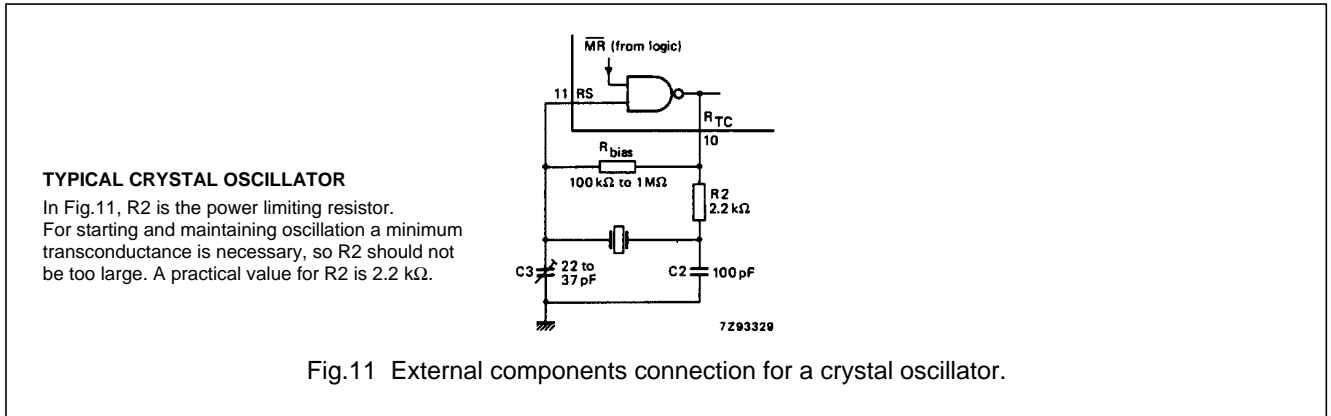 MR (from logic)
11 RS
RTC
10
Rbias
100 kΩ to 1 MΩ
R2
2.2 kΩ
TYPICAL CRYSTAL OSCILLATOR
In Fig.11, R2 is the power limiting resistor.
For starting and maintaining oscillation a minimum
transconductance is necessary, so R2 should not
be too large. A practical value for R2 is 2.2 kΩ.
C3
22 to
37 pF
C2
100 pF
7Z93329
Fig.11 External components connection for a crystal oscillator.